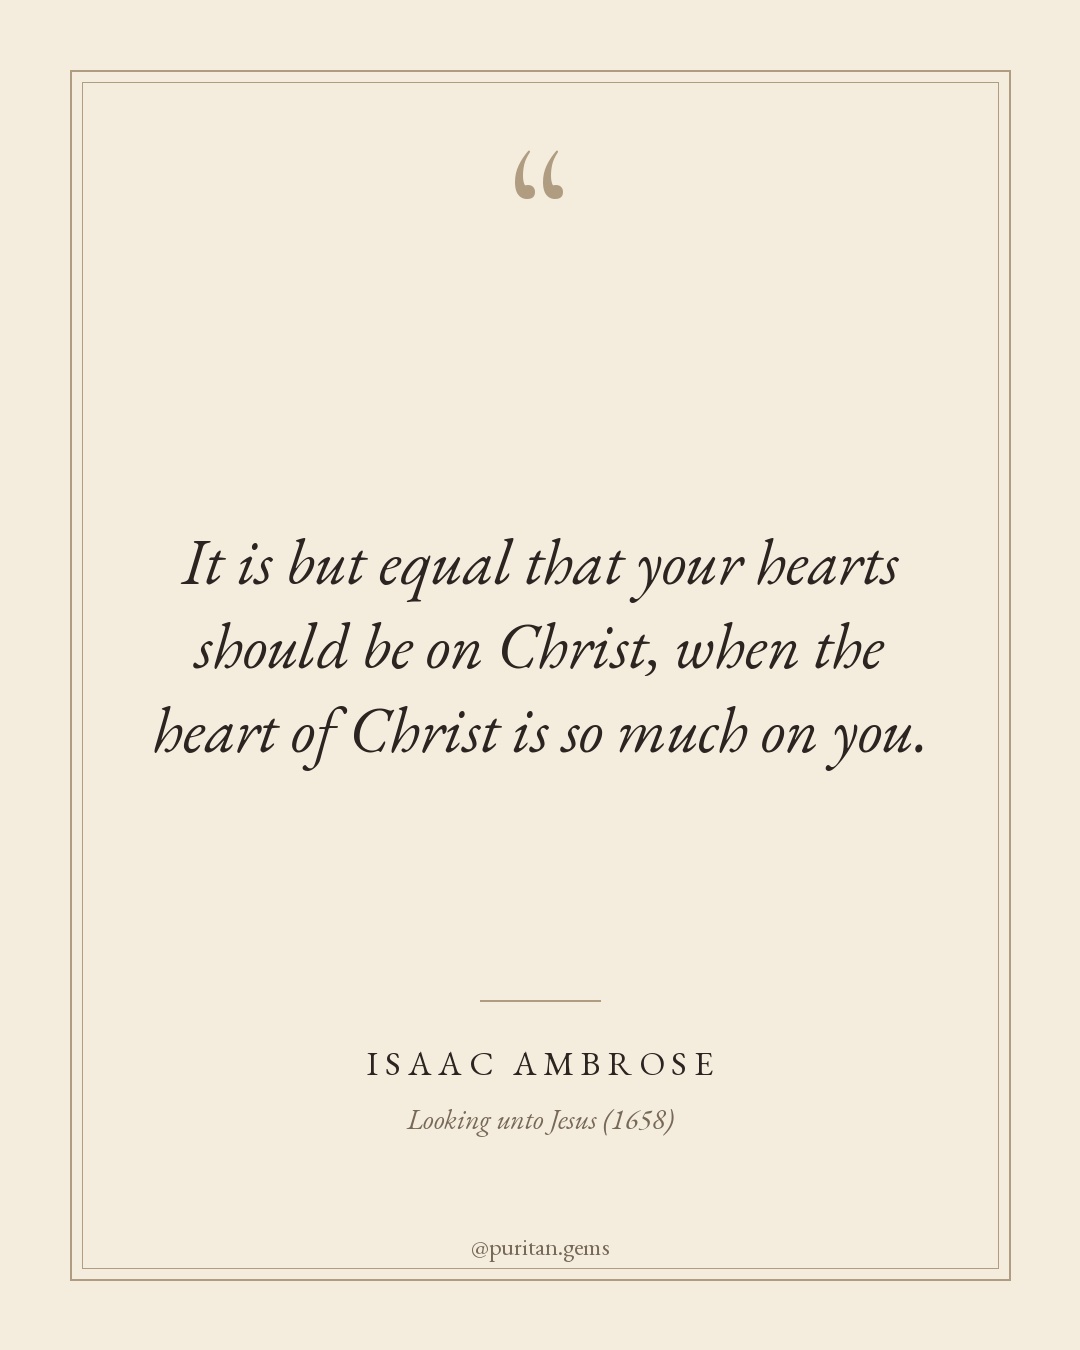 “
It is but equal that your hearts
should be on Christ, when the
heart of Christ is so much on you.
ISAAC AMBROSE
Looking unto Jesus (1658)
@puritan.gems